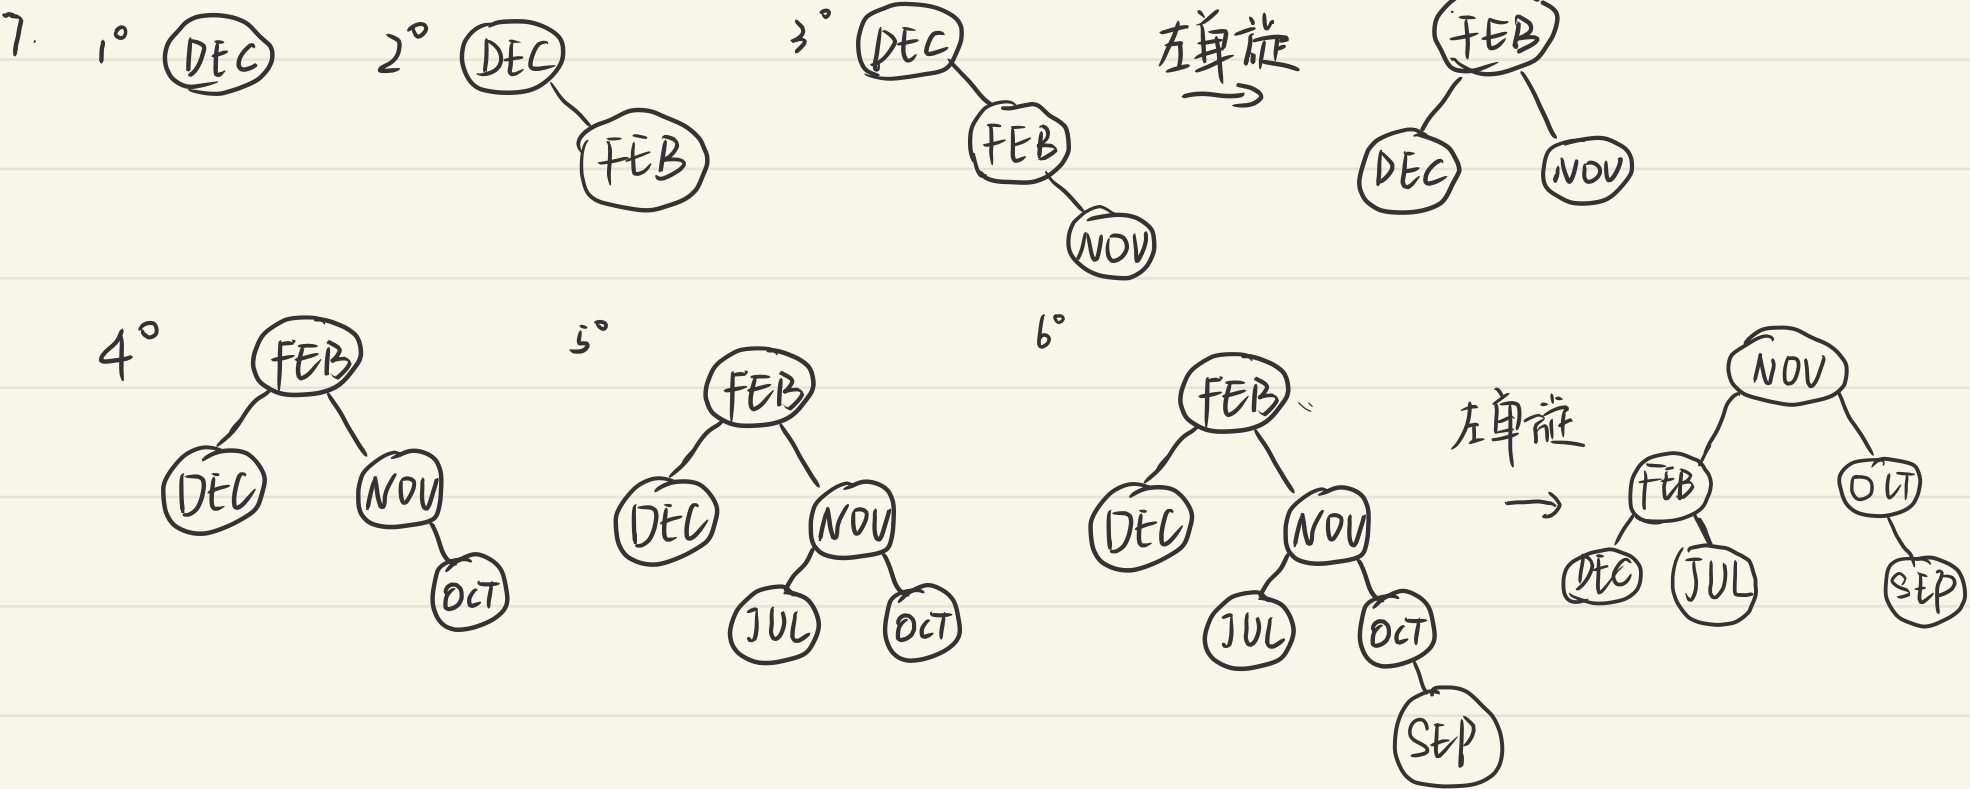 7. 1° DEC 2° DEC 3° DEC 左单旋 FEB
FEB FEB DEC NOV
NOV
4° FEB 5° FEB 6° FEB 左单旋 NOV
DEC NOV DEC NOV DEC NOV FEB OCT
OCT JUL OCT JUL OCT DEC JUL SEP
SEP